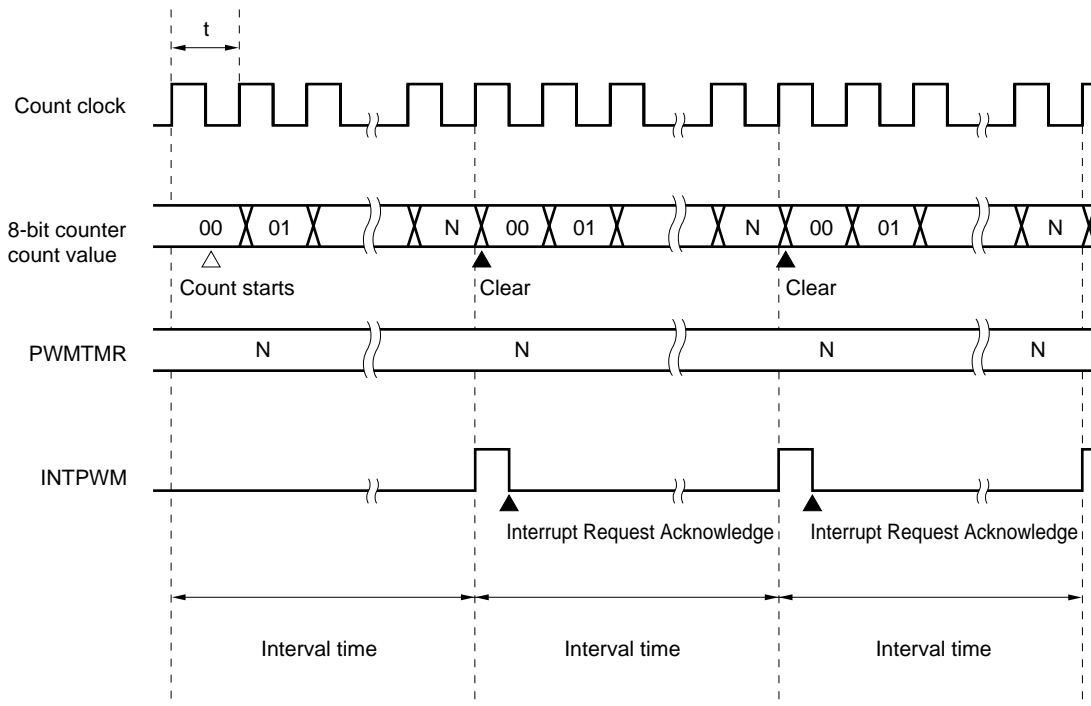 t
Count clock
8-bit counter
count value
00 01 N 00 01 N 00 01 N
Count starts Clear Clear
PWMTMR N N N N
INTPWM
Interrupt Request Acknowledge Interrupt Request Acknowledge
Interval time Interval time Interval time